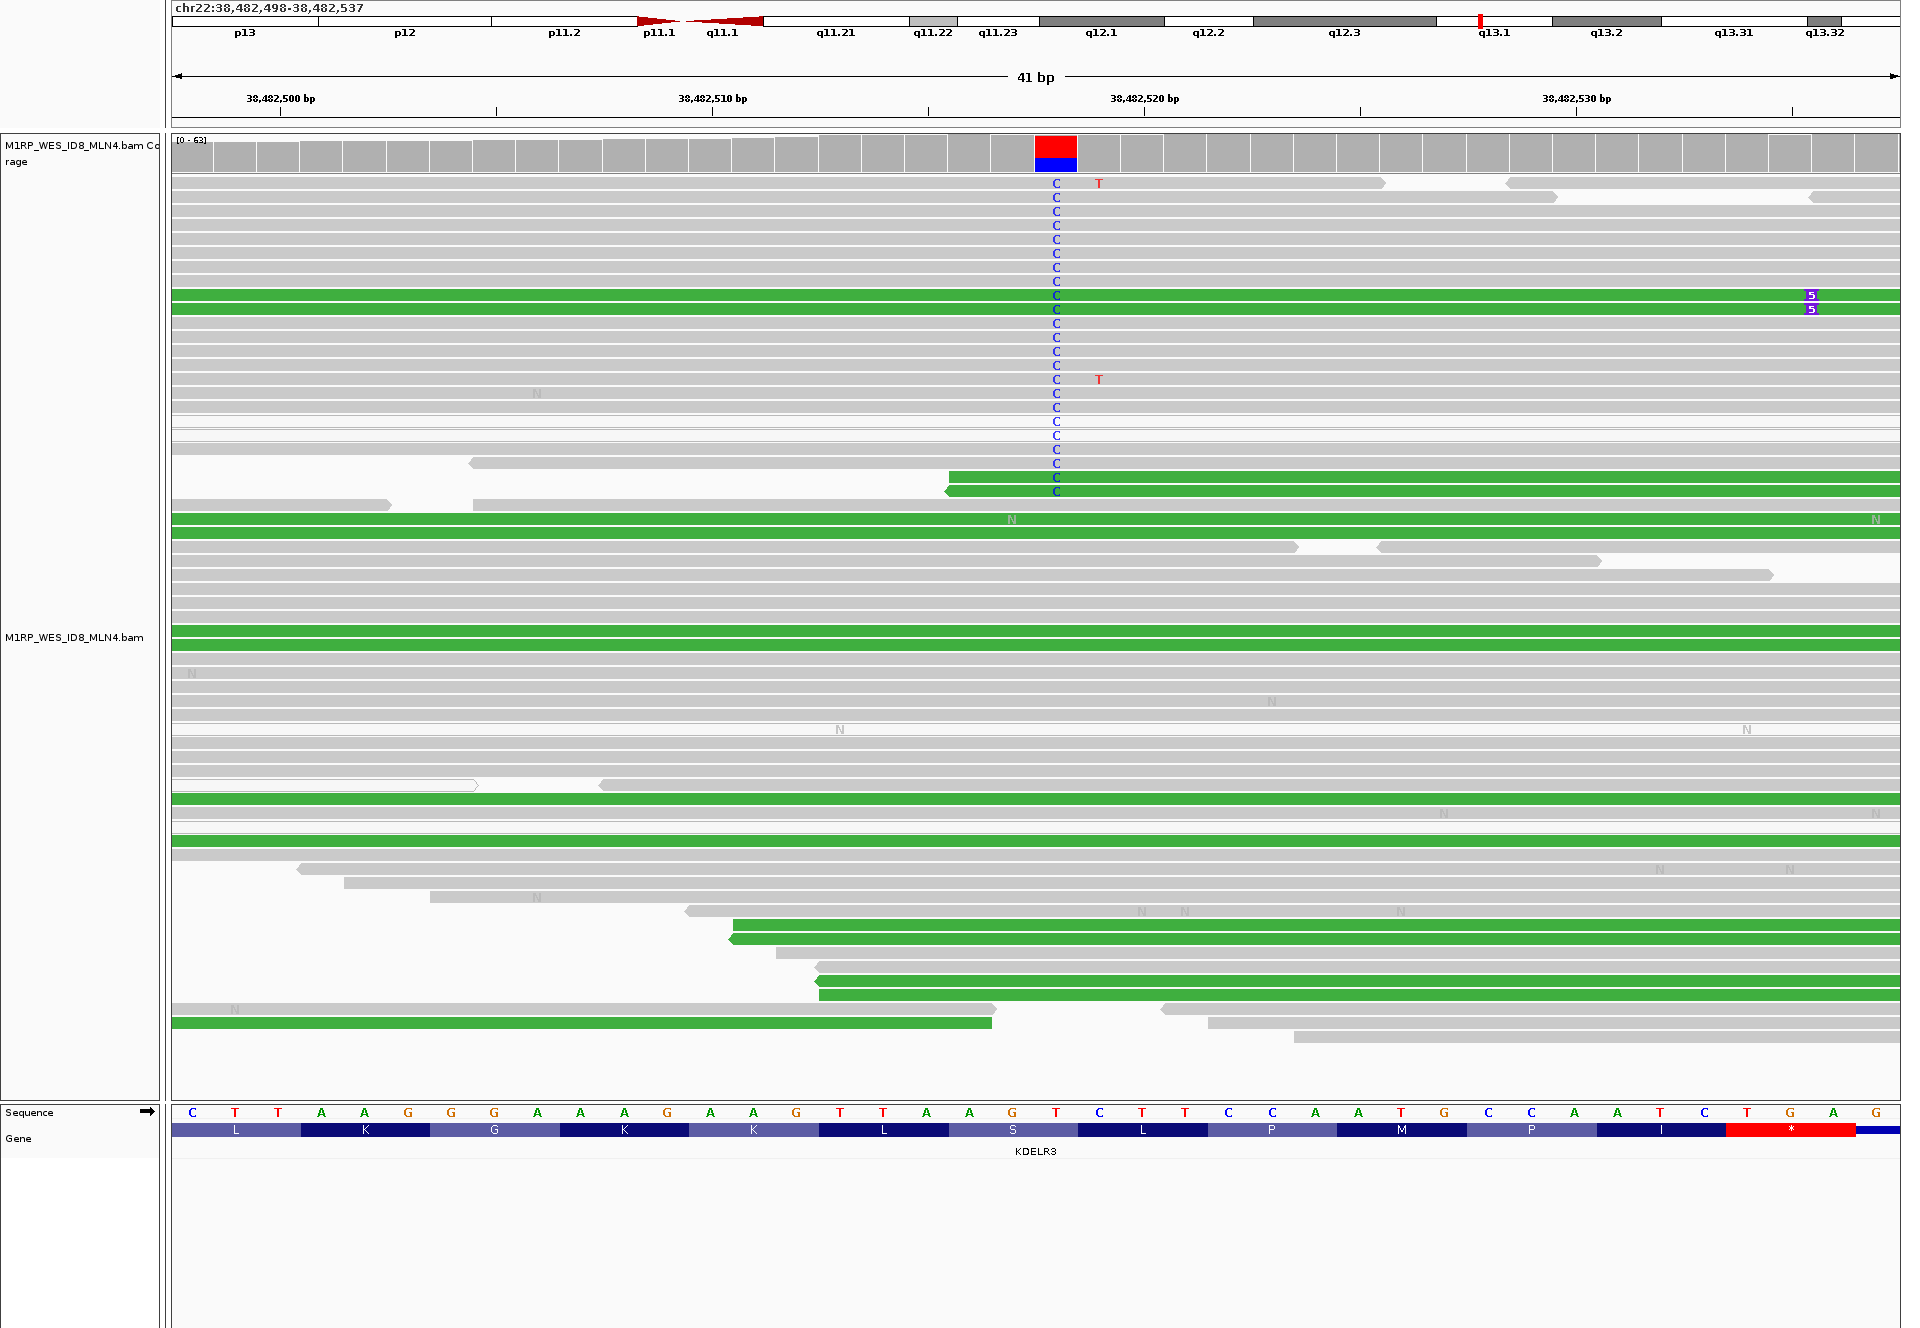 chr22:38,482,498-38,482,537
p13 p12 p11.2 p11.1 q11.1 q11.21 q11.22 q11.23 q12.1 q12.2 q12.3 q13.1 q13.2 q13.31 q13.32
41 bp
38,482,500 bp 38,482,510 bp 38,482,520 bp 38,482,530 bp
M1RP_WES_ID8_MLN4.bam Co
rage
[0 - 63]
C T
C
C
C
C
C
C
C
C 5
C 5
C
C
C
C
C T
N C
C
C
C
C
C
C
C
N N
M1RP_WES_ID8_MLN4.bam
N
N
N N
N N
N N
N
N N N
N
Sequence
C T T A A G G G A A A G A A G T T A A G T C T T C C A A T G C C A A T C T G A G
Gene
L K G K K L S L P M P I *
KDELR3